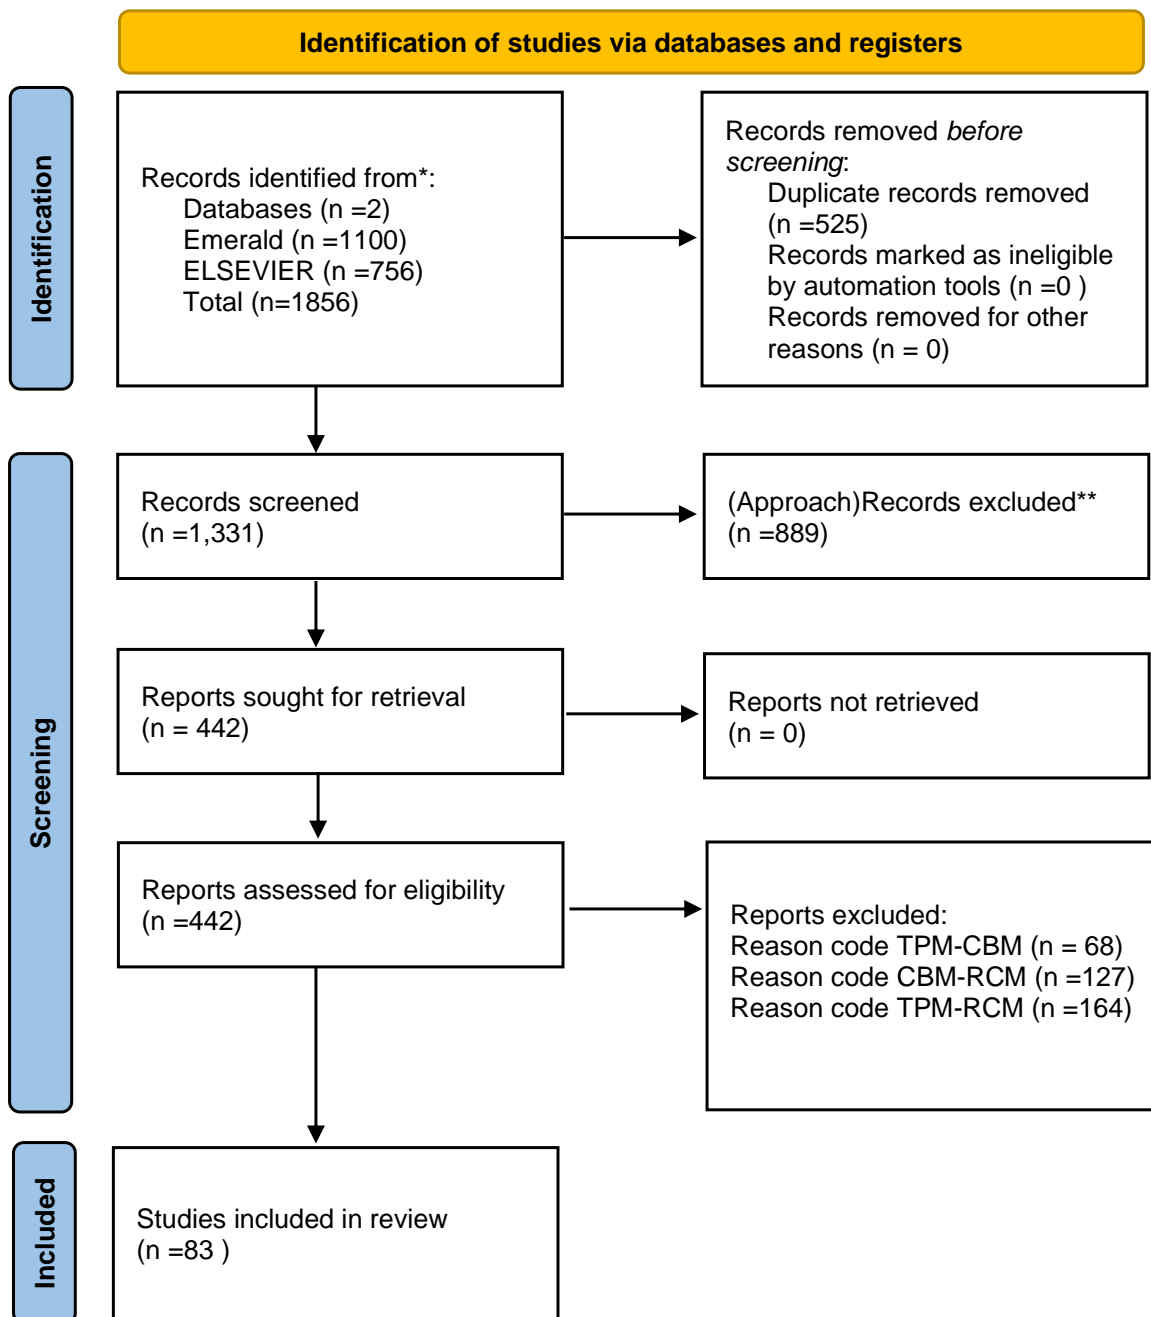 Identification of studies via databases and registers
Identification
Records identified from*:
Databases (n =2)
Emerald (n =1100)
ELSEVIER (n =756)
Total (n=1856)
Records removed before
screening:
Duplicate records removed
(n =525)
Records marked as ineligible
by automation tools (n =0 )
Records removed for other
reasons (n = 0)
Screening
Records screened
(n =1,331)
(Approach)Records excluded**
(n =889)
Reports sought for retrieval
(n = 442)
Reports not retrieved
(n = 0)
Reports assessed for eligibility
(n =442)
Reports excluded:
Reason code TPM-CBM (n = 68)
Reason code CBM-RCM (n =127)
Reason code TPM-RCM (n =164)
Included
Studies included in review
(n =83 )